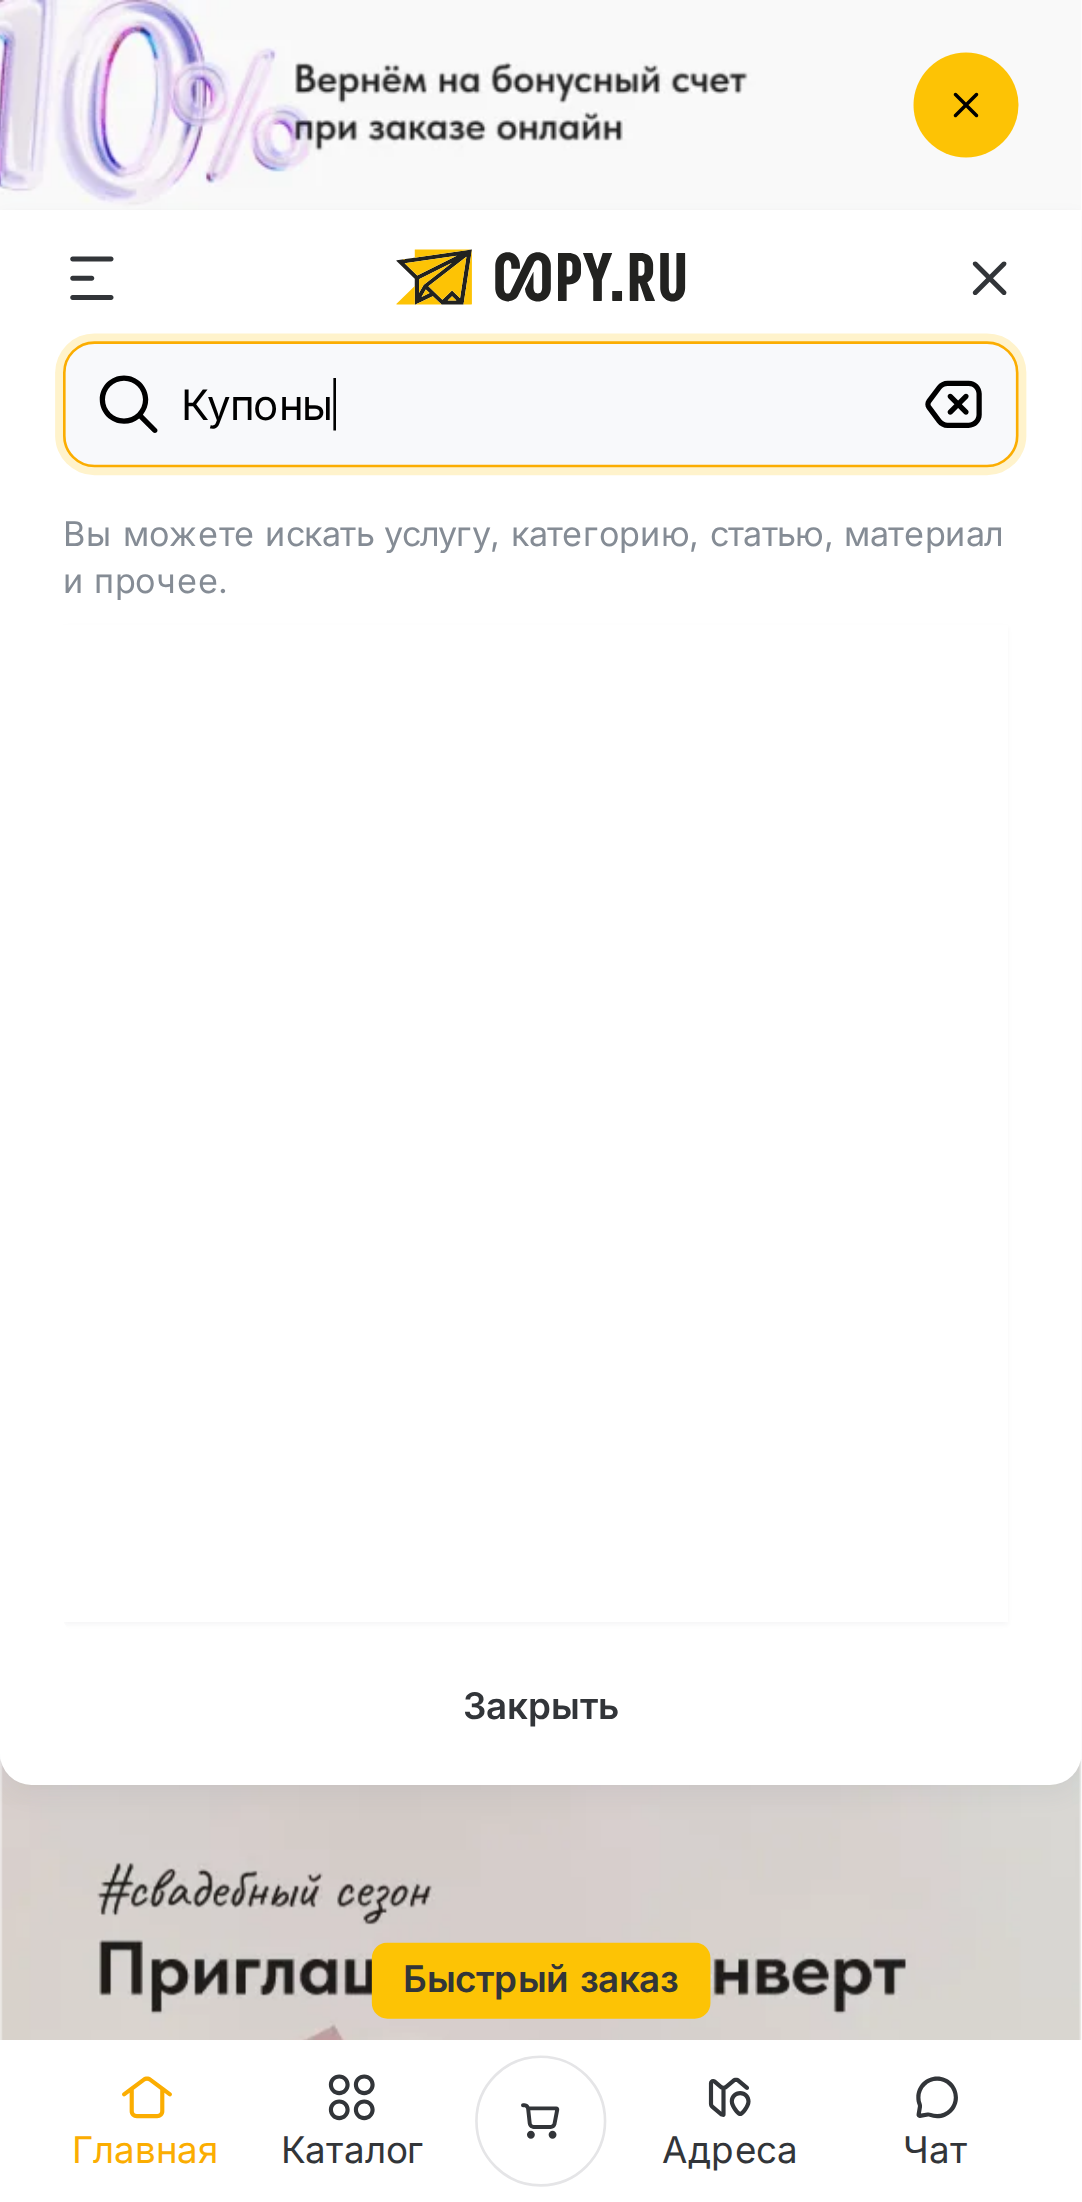 10%
Вернём на бонусный счет
при заказе онлайн
COPY.RU
Купоны
Вы можете искать услугу, категорию, статью, материал
и прочее.
Закрыть
#свадебный сезон
Приглаш
нверт
Быстрый заказ
Главная
Каталог
Адреса
Чат